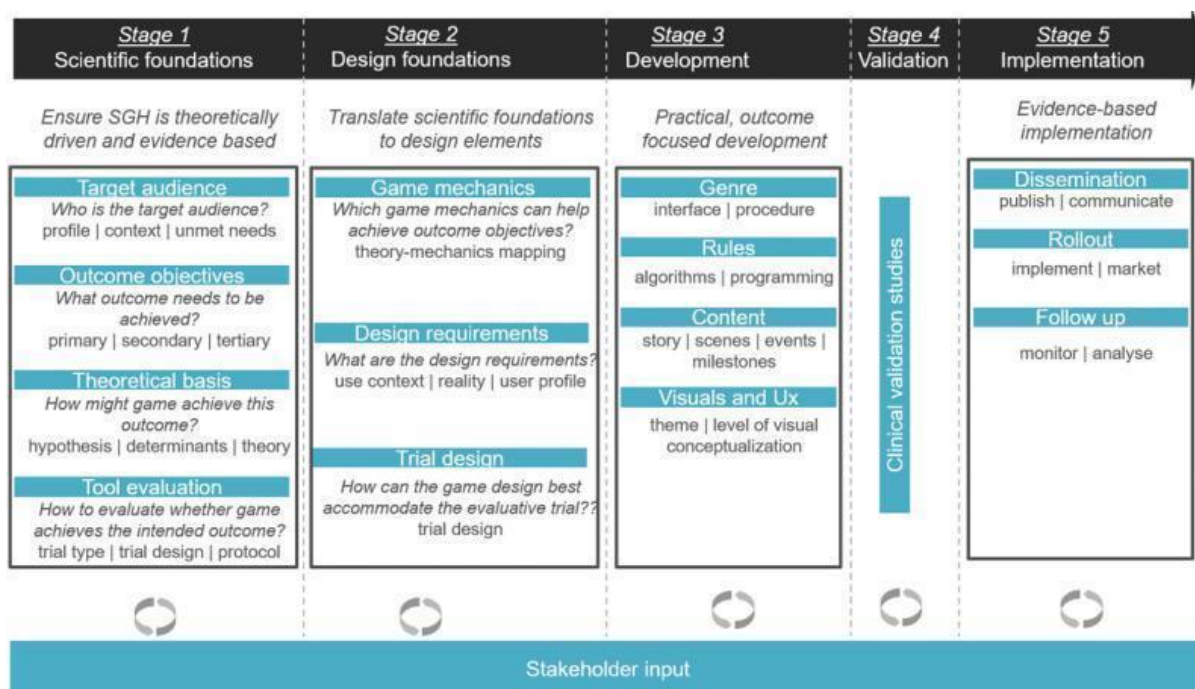 Stage 1
Scientific foundations
Ensure SGH is theoretically
driven and evidence based
Target audience
Who is the target audience?
profile | context | unmet needs
Outcome objectives
What outcome needs to be
achieved?
primary | secondary | tertiary
Theoretical basis
How might game achieve this
outcome?
hypothesis | determinants | theory
Tool evaluation
How to evaluate whether game
achieves the intended outcome?
trial type | trial design | protocol
Stage 2
Design foundations
Translate scientific foundations
to design elements
Game mechanics
Which game mechanics can help
achieve outcome objectives?
theory-mechanics mapping
Design requirements
What are the design requirements?
use context | reality | user profile
Trial design
How can the game design best
accommodate the evaluative trial??
trial design
Stage 3
Development
Practical, outcome
focused development
Genre
interface | procedure
Rules
algorithms | programming
Content
story | scenes | events |
milestones
Visuals and Ux
theme | level of visual
conceptualization
Stage 4
Validation
Clinical validation studies
Stage 5
Implementation
Evidence-based
implementation
Dissemination
publish | communicate
Rollout
implement | market
Follow up
monitor | analyse
Stakeholder input